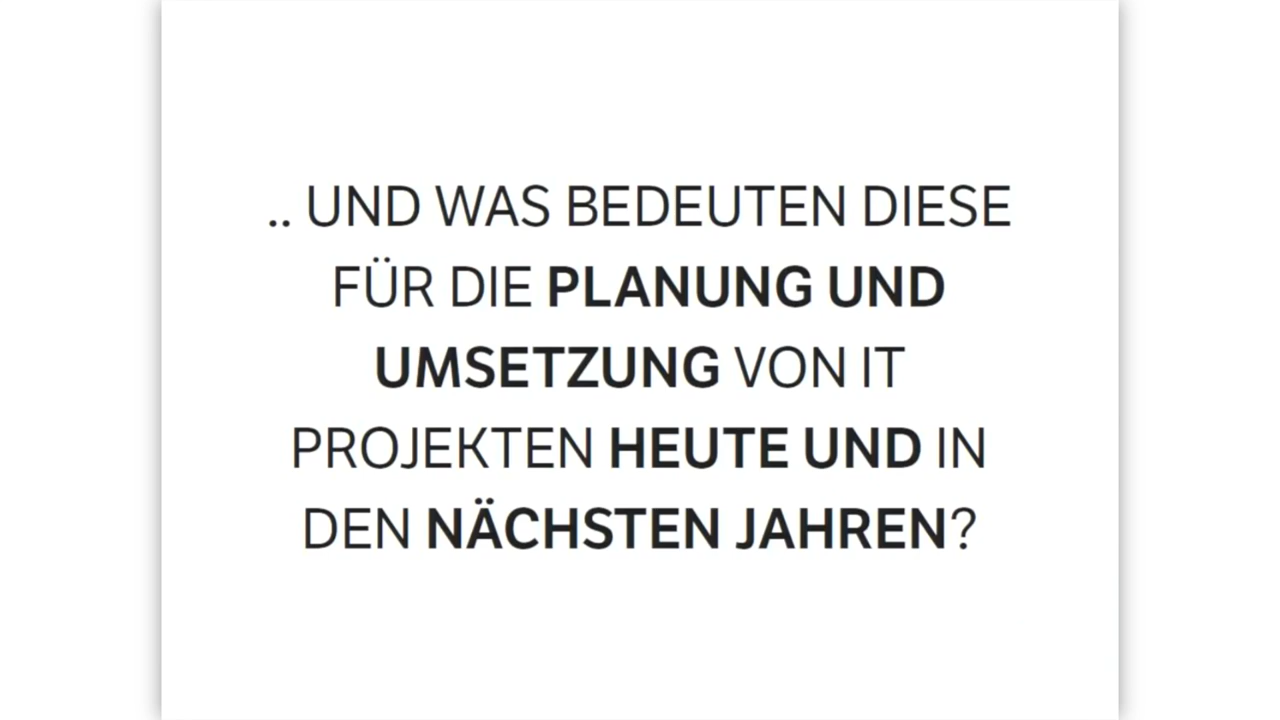 .. UND WAS BEDEUTEN DIESE
FÜR DIE PLANUNG UND
UMSETZUNG VON IT
PROJEKTEN HEUTE UND IN
DEN NÄCHSTEN JAHREN?